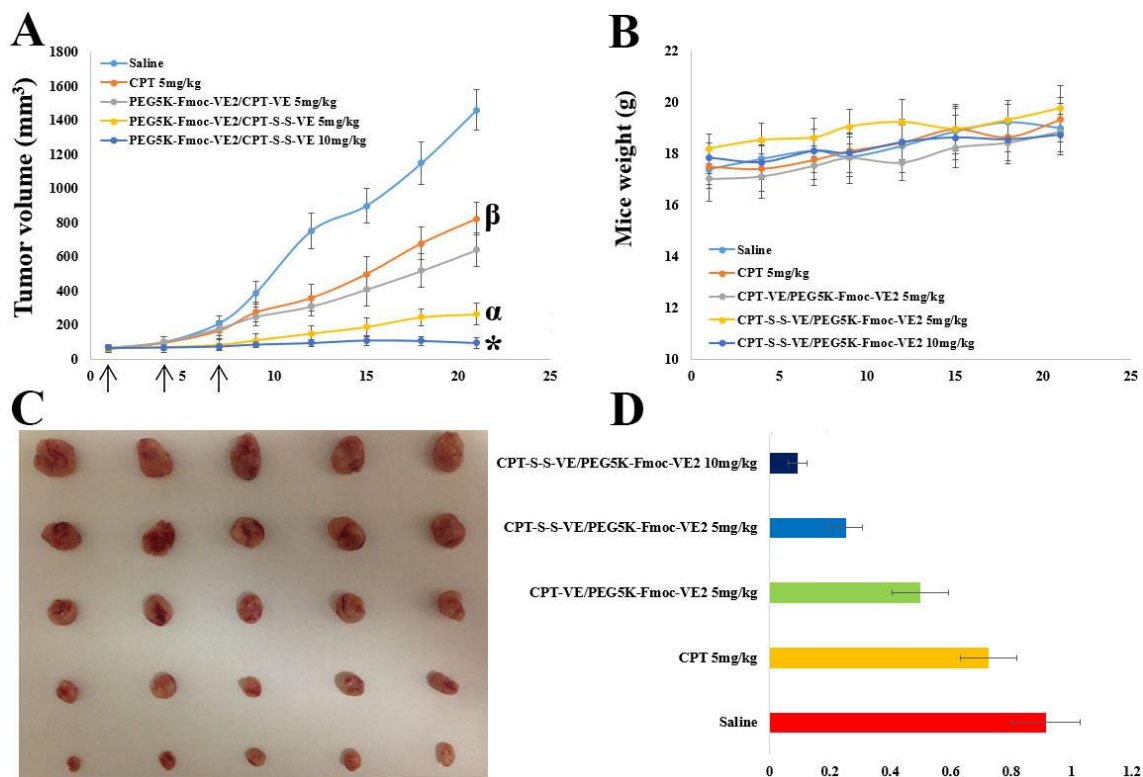 A
Tumor volume (mm³)
1800
1600
1400
1200
1000
800
600
400
200
0
0
5
10
15
20
25
Saline
CPT 5mg/kg
PEG5K-Fmoc-VE2/CPT-VE 5mg/kg
PEG5K-Fmoc-VE2/CPT-S-S-VE 5mg/kg
PEG5K-Fmoc-VE2/CPT-S-S-VE 10mg/kg
β
α
*
B
Mice weight (g)
22
20
18
16
14
12
10
0
5
10
15
20
25
Saline
CPT 5mg/kg
CPT-VE/PEG5K-Fmoc-VE2 5mg/kg
CPT-S-S-VE/PEG5K-Fmoc-VE2 5mg/kg
CPT-S-S-VE/PEG5K-Fmoc-VE2 10mg/kg
C
D
CPT-S-S-VE/PEG5K-Fmoc-VE2 10mg/kg
CPT-S-S-VE/PEG5K-Fmoc-VE2 5mg/kg
CPT-VE/PEG5K-Fmoc-VE2 5mg/kg
CPT 5mg/kg
Saline
0
0.2
0.4
0.6
0.8
1
1.2